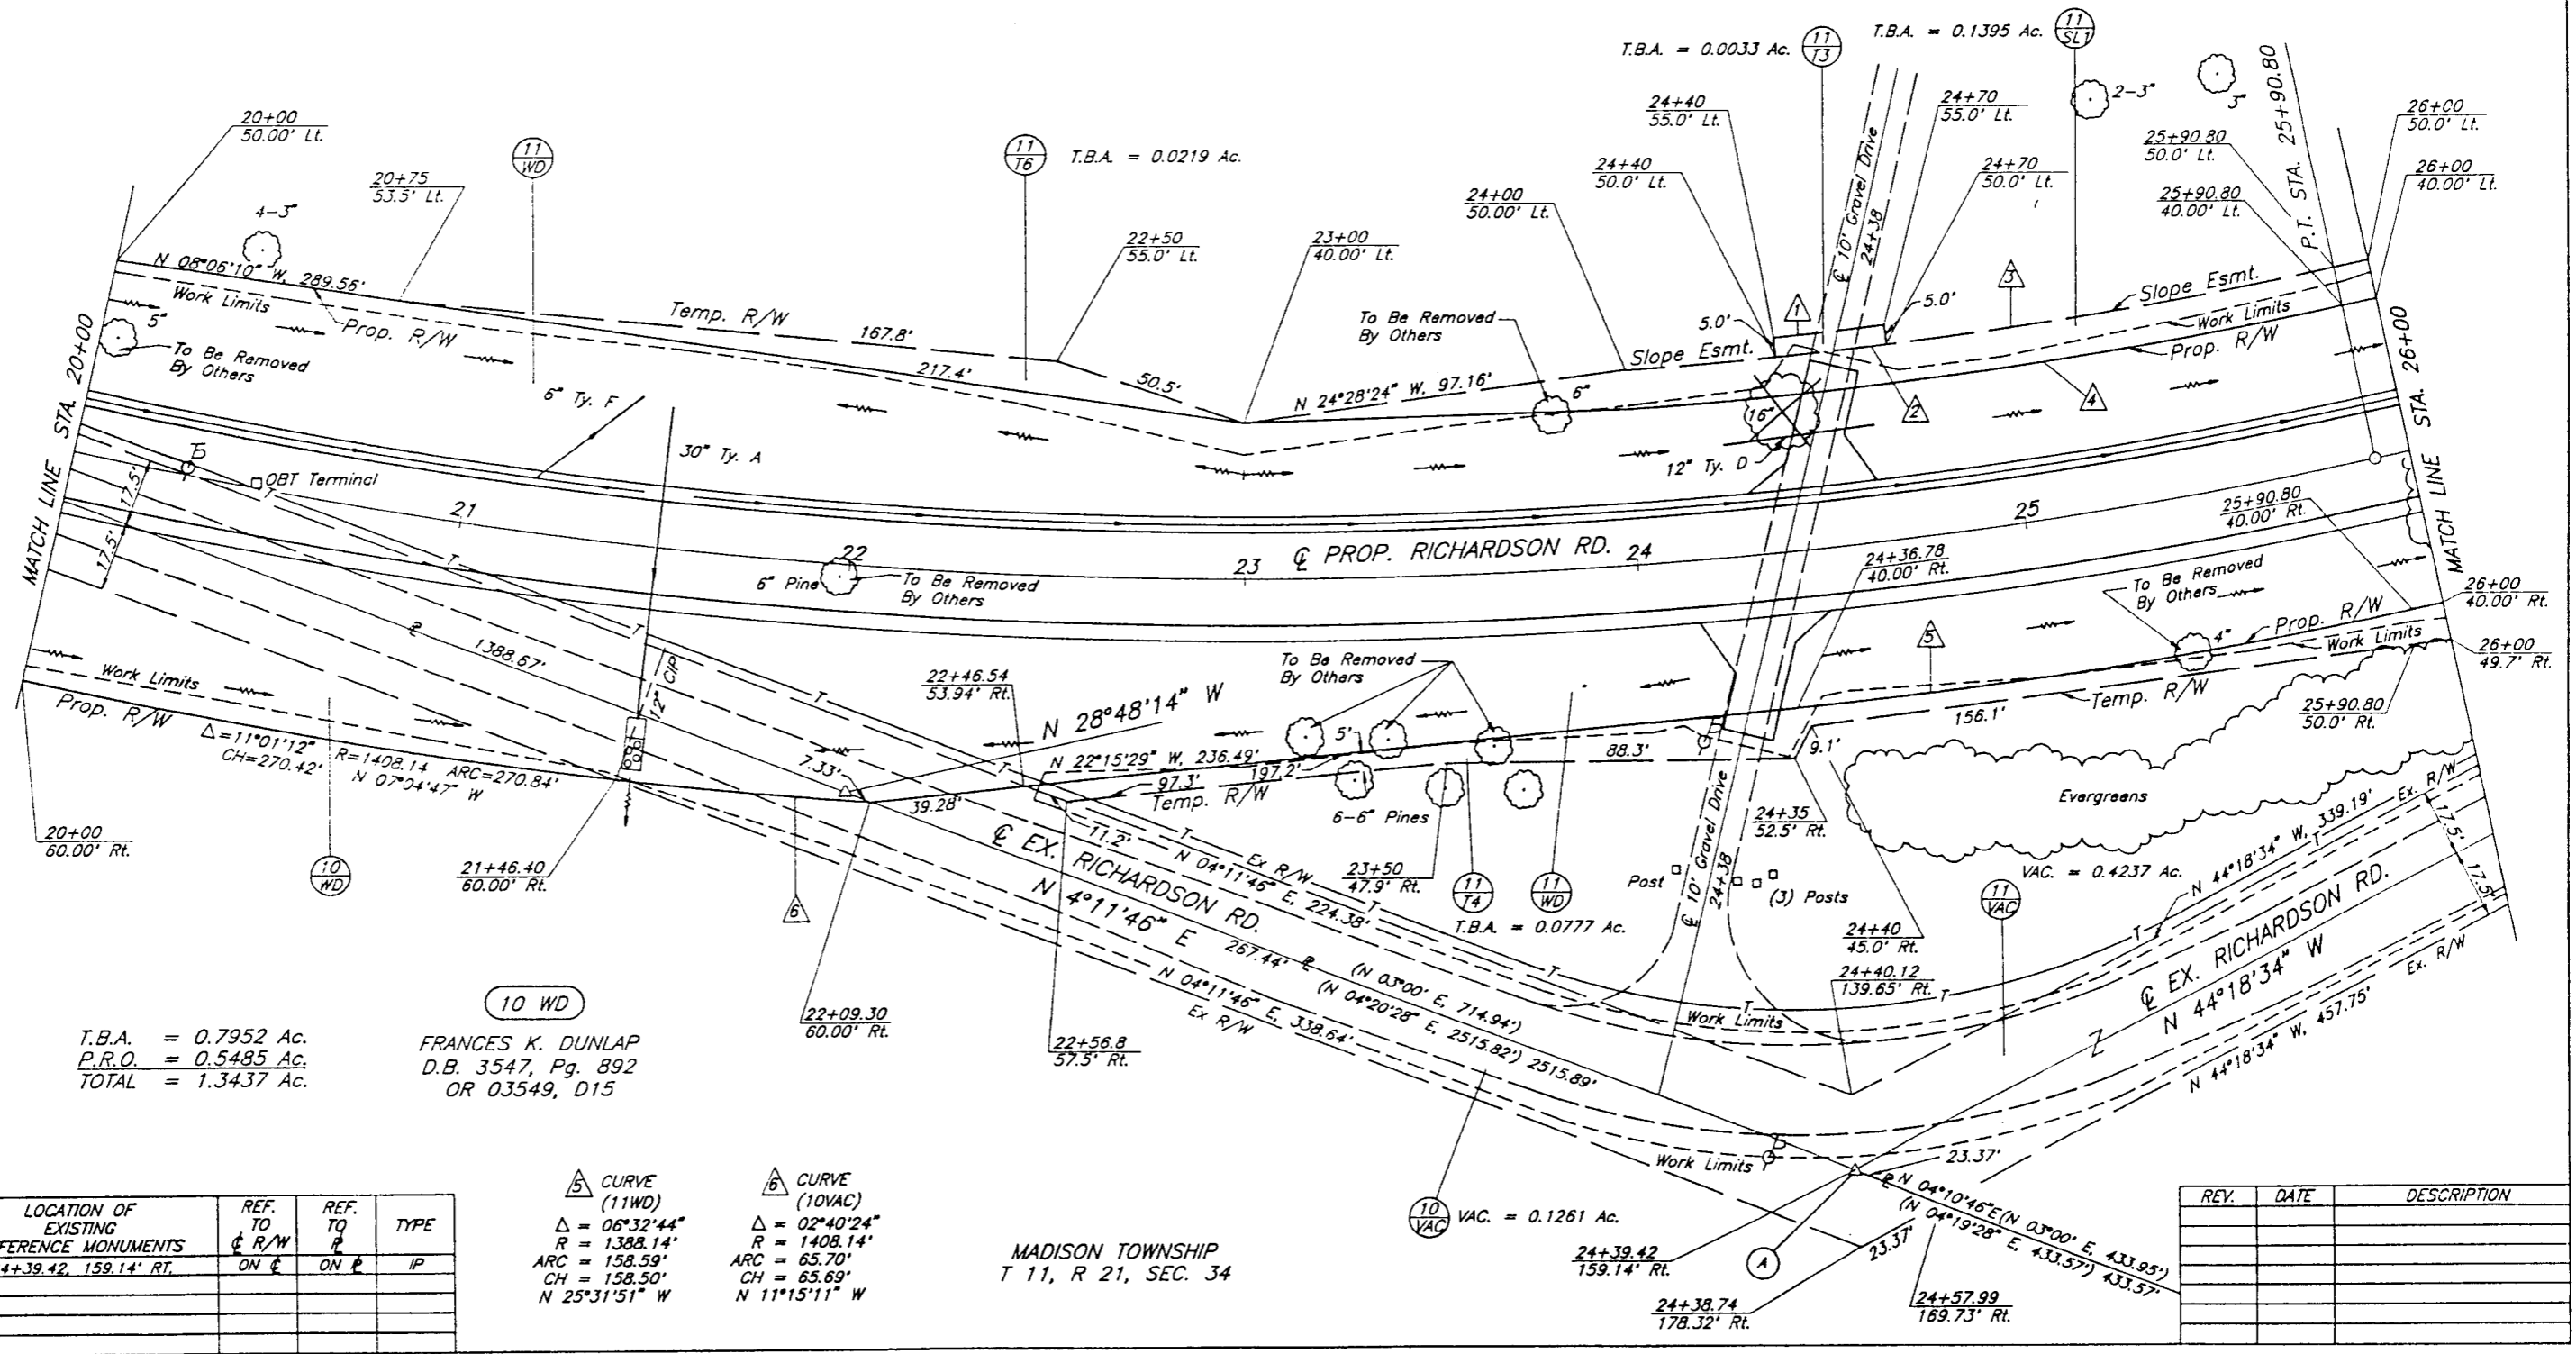 T.B.A. = 0.0033 Ac.
11
T3
T.B.A. = 0.1395 Ac.
11
SL1
2-3"
3"
P.T. STA. 25+90.80
20+00
50.00' Lt.
11
WD
11
T6
T.B.A. = 0.0219 Ac.
24+40
55.0' Lt.
24+70
55.0' Lt.
26+00
50.0' Lt.
25+90.80
50.0' Lt.
20+75
53.5' Lt.
24+40
50.0' Lt.
24+70
50.0' Lt.
26+00
40.00' Lt.
24+00
50.00' Lt.
25+90.80
40.00' Lt.
4-3"
22+50
55.0' Lt.
23+00
40.00' Lt.
℄ 10' Gravel Drive
24+38
N 08°06'10" W, 289.56'
Work Limits
Prop. R/W
Temp. R/W
167.8'
217.4'
50.5'
To Be Removed
By Others
5.0'
1
5.0'
3
Slope Esmt.
Work Limits
Prop. R/W
5"
To Be Removed
By Others
Slope Esmt.
N 24°28'24" W, 97.16'
6"
16"
2
4
MATCH LINE STA. 20+00
MATCH LINE STA. 26+00
6" Ty. F
30" Ty. A
12" Ty. D
OBT Terminal
T
17.5'
17.5'
21
22
23
24
25
℄ PROP. RICHARDSON RD.
25+90.80
40.00' Rt.
24+36.78
40.00' Rt.
6" Pine
To Be Removed
By Others
To Be Removed
By Others
26+00
40.00' Rt.
T
T
1388.67'
12" CIP
T
5
4"
Prop. R/W
Work Limits
26+00
49.7' Rt.
Work Limits
Prop. R/W
22+46.54
53.94' Rt.
To Be Removed
By Others
N 28°48'14" W
Temp. R/W
156.1'
25+90.80
50.0' Rt.
Δ=11°01'12"
CH=270.42'
R=1408.14 ARC=270.84'
N 07°04'47" W
7.33'
N 22°15'29" W, 236.49'
5'
197.2'
97.3'
Temp. R/W
88.3'
9.1'
39.28'
11.2'
6-6" Pines
Evergreens
20+00
60.00' Rt.
10
WD
21+46.40
60.00' Rt.
6
℄ EX. RICHARDSON RD.
N 4°11'46" E
T
Ex R/W
N 04°11'46" E, 224.38'
23+50
47.9' Rt.
11
T4
11
WD
T.B.A. = 0.0777 Ac.
24+35
52.5' Rt.
Post
(3) Posts
℄ 10' Gravel Drive
24+38
VAC. = 0.4237 Ac.
11
VAC
N 44°18'34" W, 339.19'
Ex. R/W
17.5'
17.5'
24+40
45.0' Rt.
24+40.12
139.65' Rt.
℄ EX. RICHARDSON RD.
N 44°18'34" W
Ex. R/W
N 44°18'34" W, 457.75'
267.44'
(N 03°00' E, 714.94')
(N 04°20'28" E, 2515.82') 2515.89'
Work Limits
N 04°11'46" E, 338.64'
Ex R/W
22+09.30
60.00' Rt.
22+56.8
57.5' Rt.
T.B.A. = 0.7952 Ac.
P.R.O. = 0.5485 Ac.
TOTAL = 1.3437 Ac.
10 WD
FRANCES K. DUNLAP
D.B. 3547, Pg. 892
OR 03549, D15
Work Limits
23.37'
23.37'
N 04°10'46"E(N 03°00' E, 433.95')
(N 04°19'28" E, 433.57') 433.57'
10
VAC
VAC. = 0.1261 Ac.
24+39.42
159.14' Rt.
A
24+38.74
178.32' Rt.
24+57.99
169.73' Rt.
5 CURVE
(11WD)
Δ = 06°32'44"
R = 1388.14'
ARC = 158.59'
CH = 158.50'
N 25°31'51" W
6 CURVE
(10VAC)
Δ = 02°40'24"
R = 1408.14'
ARC = 65.70'
CH = 65.69'
N 11°15'11" W
MADISON TOWNSHIP
T 11, R 21, SEC. 34
LOCATION OF
EXISTING
FERENCE MONUMENTS
REF.
TO
℄ R/W
REF.
TO
⅊
TYPE
4+39.42, 159.14' RT.
ON ℄
ON ⅊
IP
REV.
DATE
DESCRIPTION